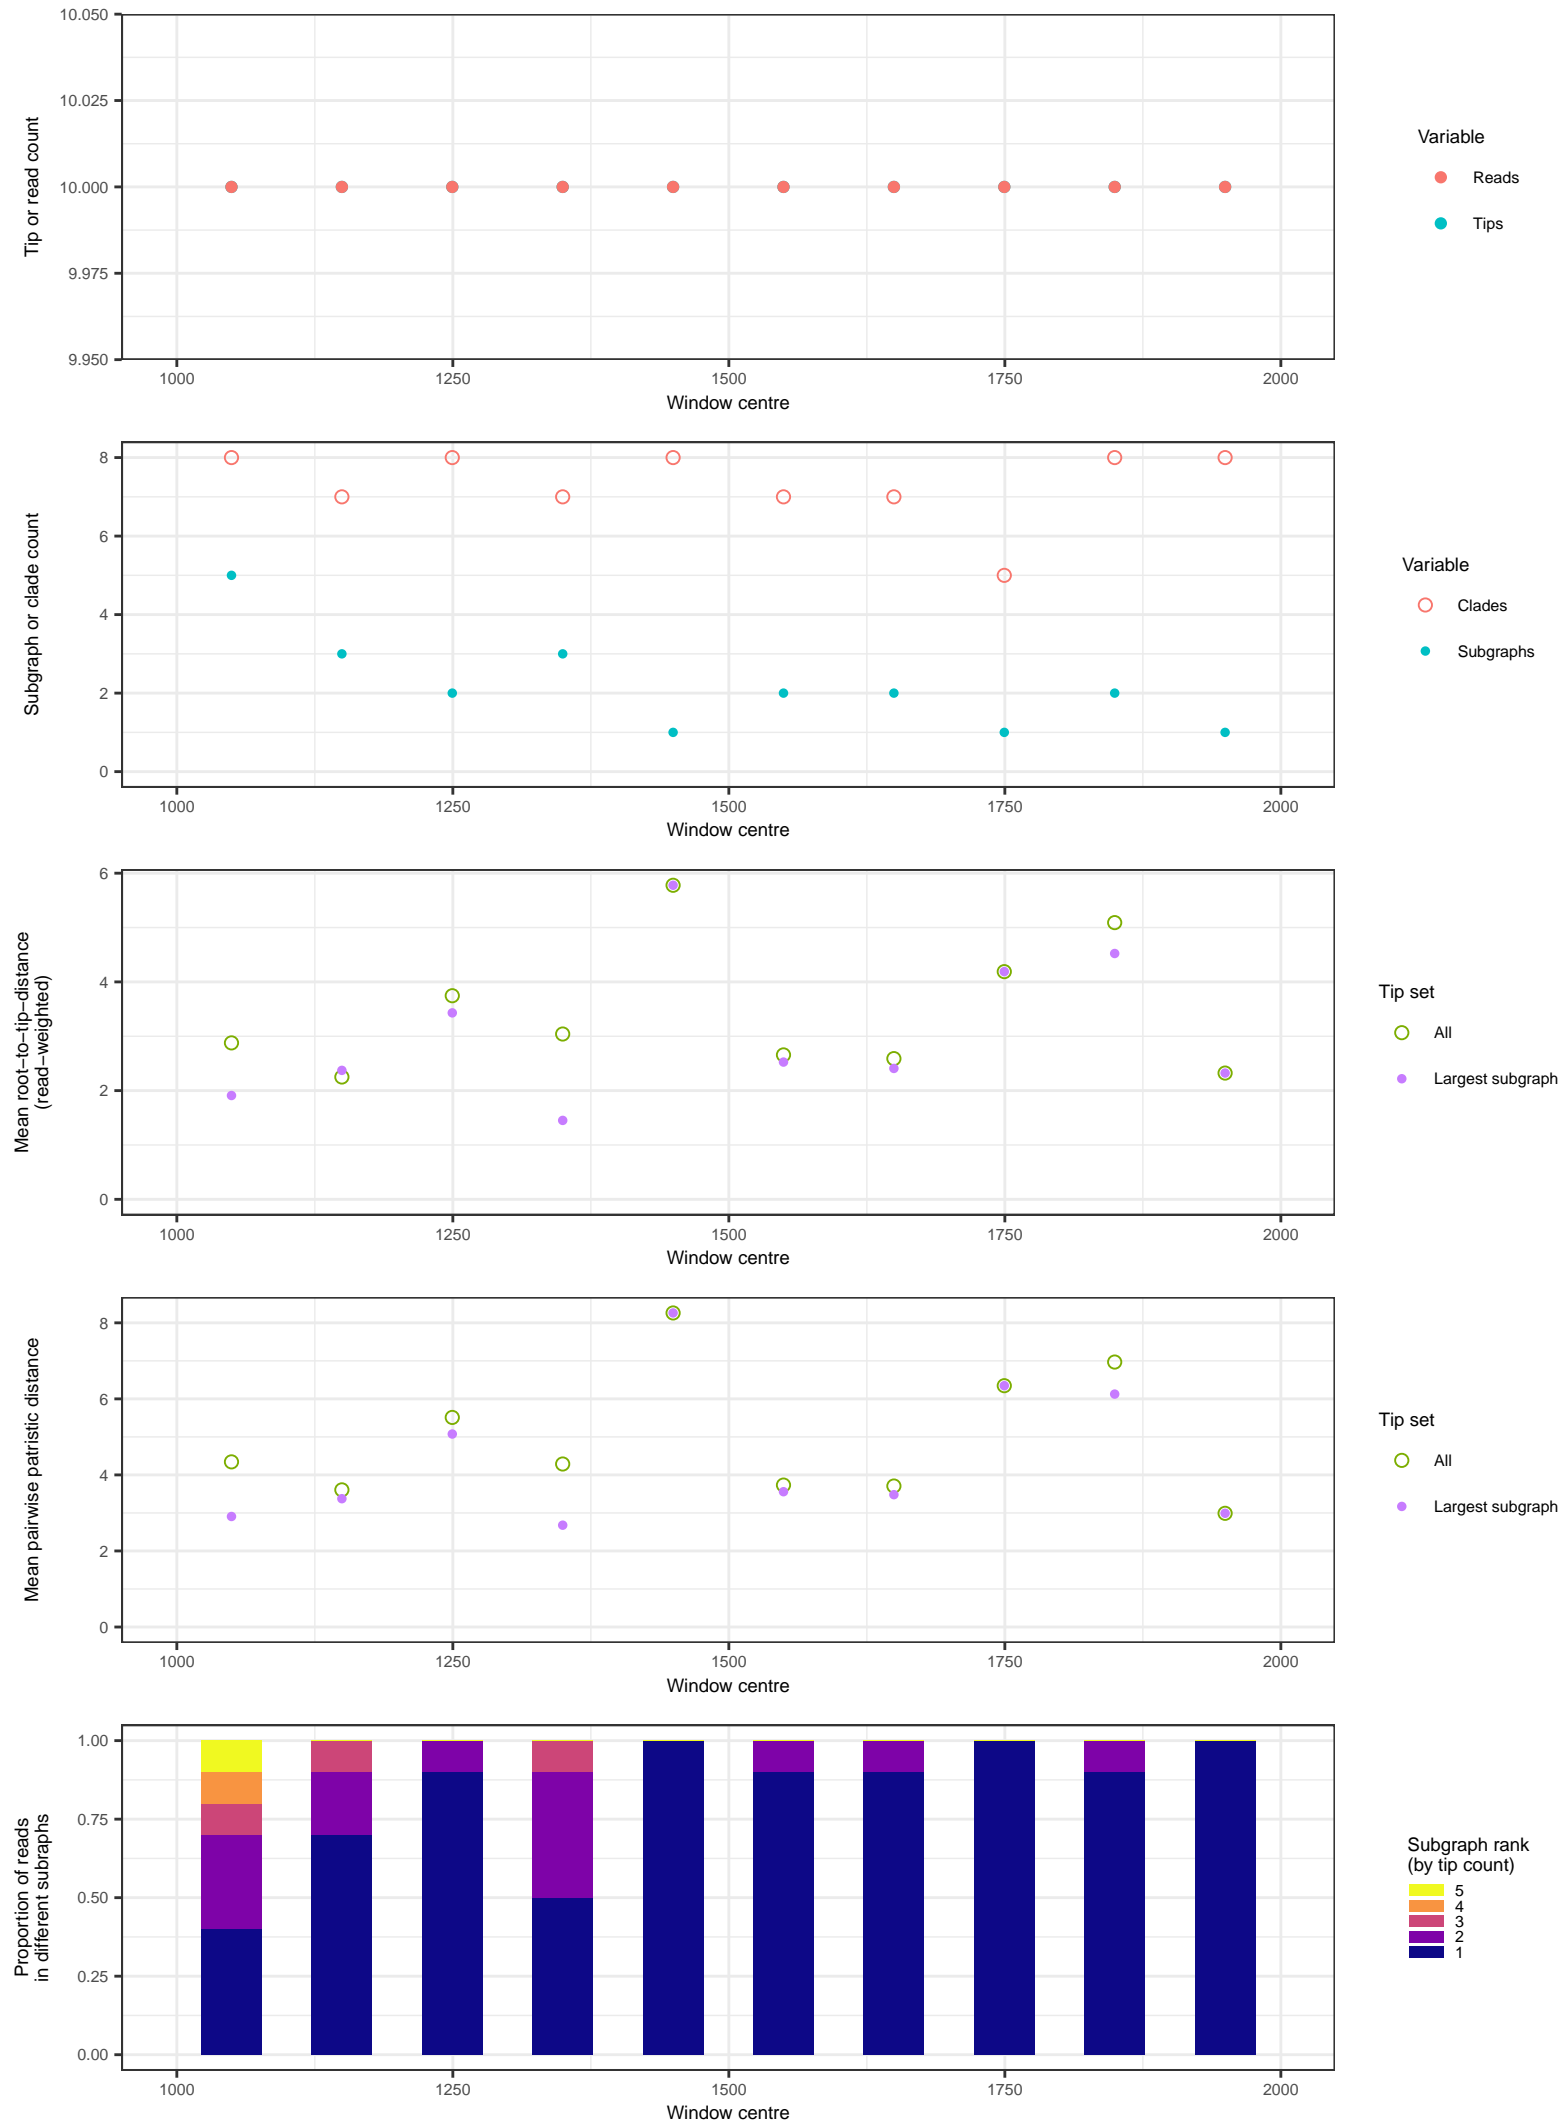 10.050
10.025
10.000
9.975
9.950
Tip or read count
1000 1250 1500 1750 2000
Window centre
Variable
Reads
Tips
8
6
4
2
0
Subgraph or clade count
1000 1250 1500 1750 2000
Window centre
Variable
Clades
Subgraphs
6
4
2
0
Mean root−to−tip−distance
(read−weighted)
1000 1250 1500 1750 2000
Window centre
Tip set
All
Largest subgraph
8
6
4
2
0
Mean pairwise patristic distance
1000 1250 1500 1750 2000
Window centre
Tip set
All
Largest subgraph
1.00
0.75
0.50
0.25
0.00
Proportion of reads
in different subraphs
1000 1250 1500 1750 2000
Window centre
Subgraph rank
(by tip count)
5
4
3
2
1